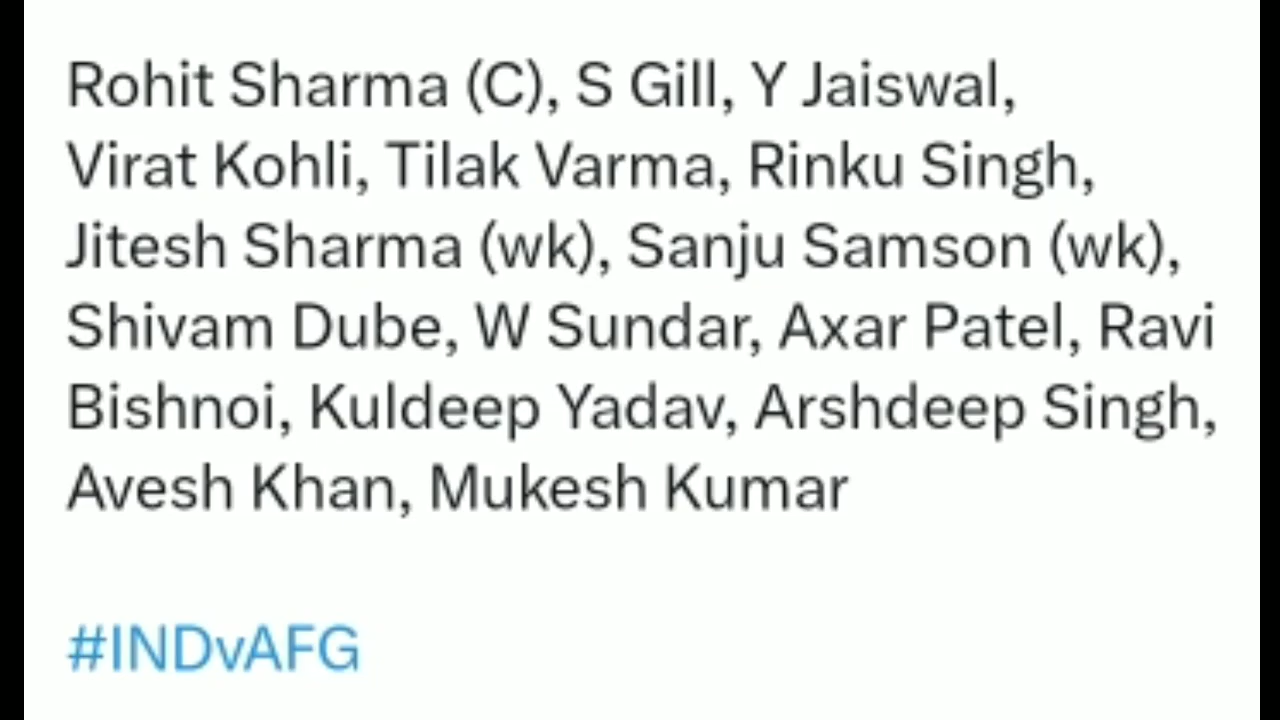 Rohit Sharma (C), S Gill, Y Jaiswal,
Virat Kohli, Tilak Varma, Rinku Singh,
Jitesh Sharma (wk), Sanju Samson (wk),
Shivam Dube, W Sundar, Axar Patel, Ravi
Bishnoi, Kuldeep Yadav, Arshdeep Singh,
Avesh Khan, Mukesh Kumar
#INDvAFG